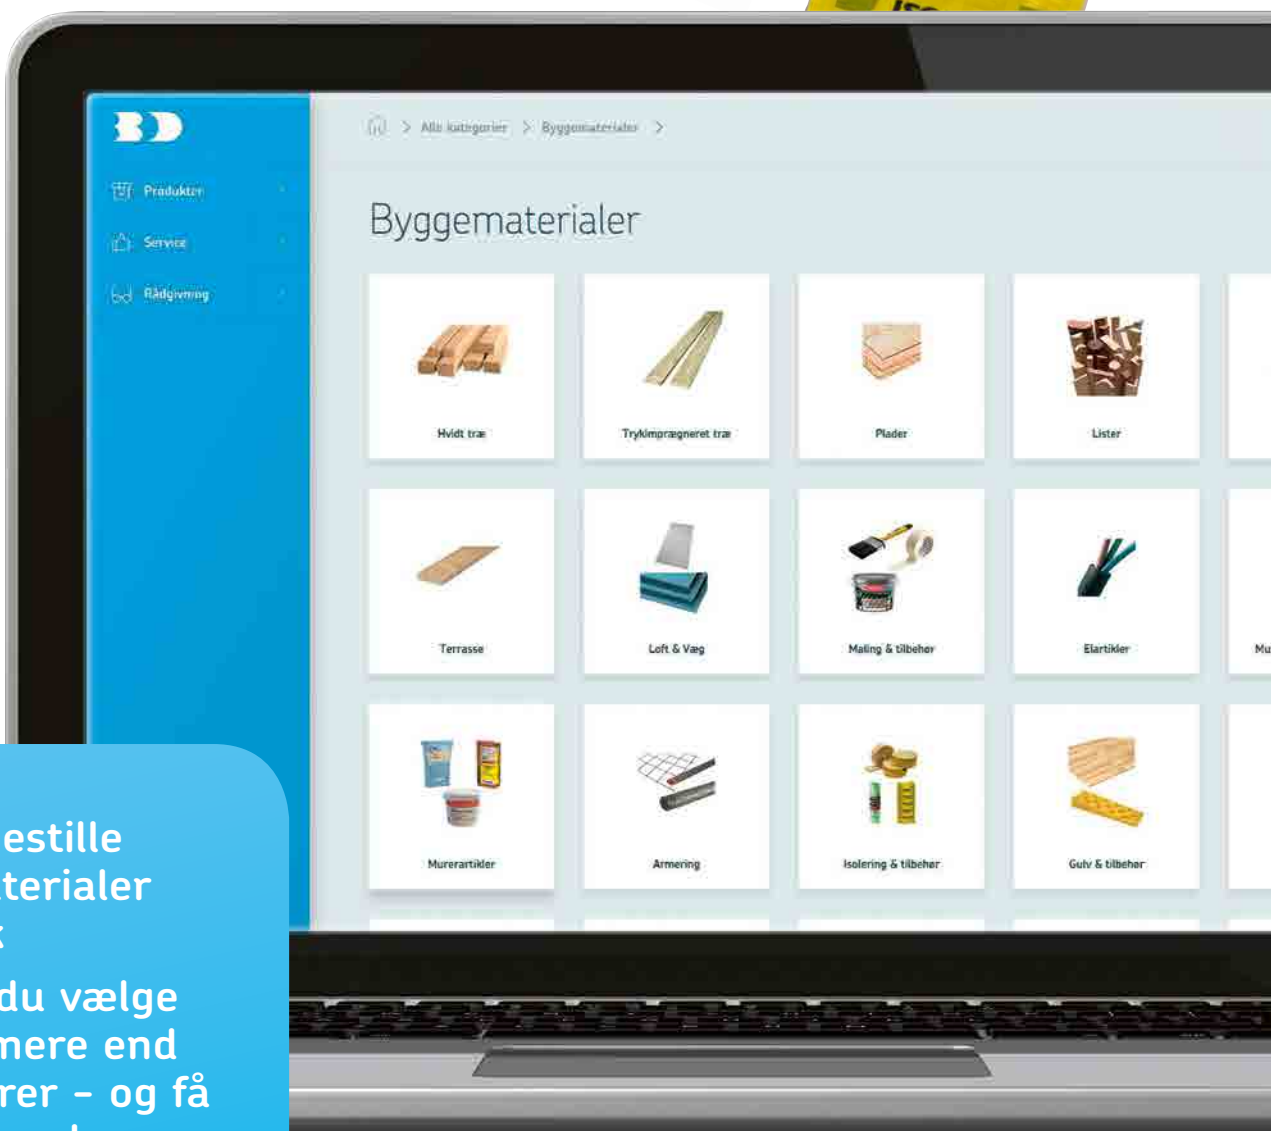 BD
> Alle kategorier > Byggematerialer >
Produkter
Service
Rådgivning
Byggematerialer
Hvidt træ
Trykimprægneret træ
Plader
Lister
Terrasse
Loft & Væg
Maling & tilbehør
Elartikler
Mu
Murerartikler
Armering
Isolering & tilbehør
Gulv & tilbehør
estille
terialer
k
du vælge
mere end
rer – og få